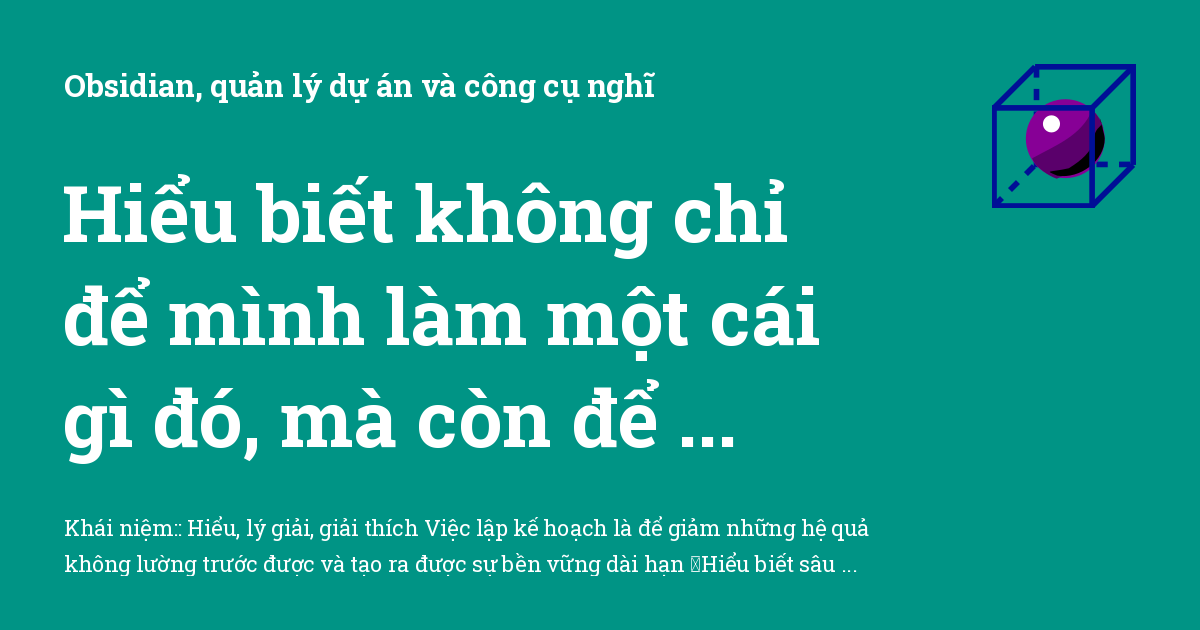 Obsidian, quản lý dự án và công cụ nghĩ
Hiểu biết không chỉ
để mình làm một cái
gì đó, mà còn để ...
Khái niệm:: Hiểu, lý giải, giải thích Việc lập kế hoạch là để giảm những hệ quả
không lường trước được và tạo ra được sự bền vững dài hạn Hiểu biết sâu ...